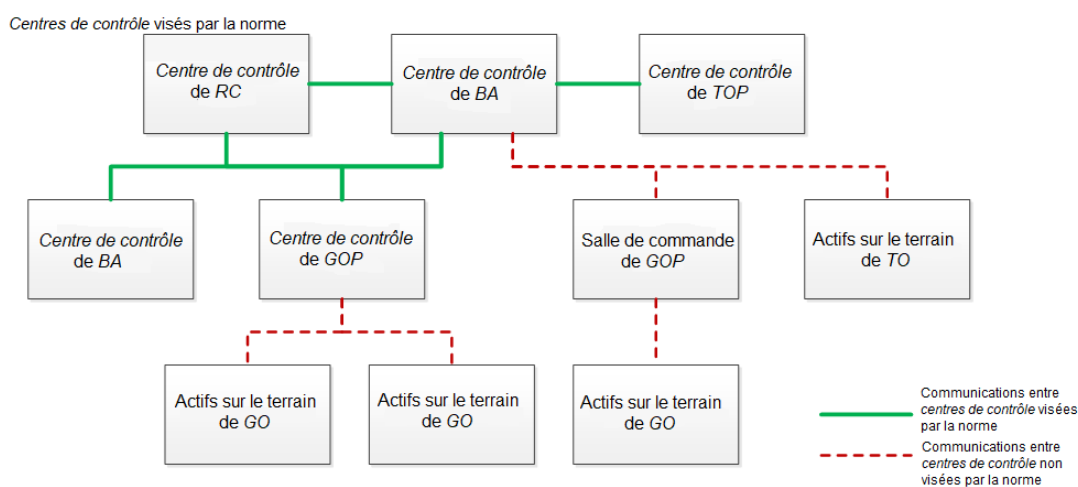 Centres de contrôle visés par la norme
Centre de contrôle
de RC
Centre de contrôle
de BA
Centre de contrôle
de TOP
Centre de contrôle
de BA
Centre de contrôle
de GOP
Salle de commande
de GOP
Actifs sur le terrain
de TO
Actifs sur le terrain
de GO
Actifs sur le terrain
de GO
Actifs sur le terrain
de GO
Communications entre
centres de contrôle visées
par la norme
Communications entre
centres de contrôle non
visées par la norme